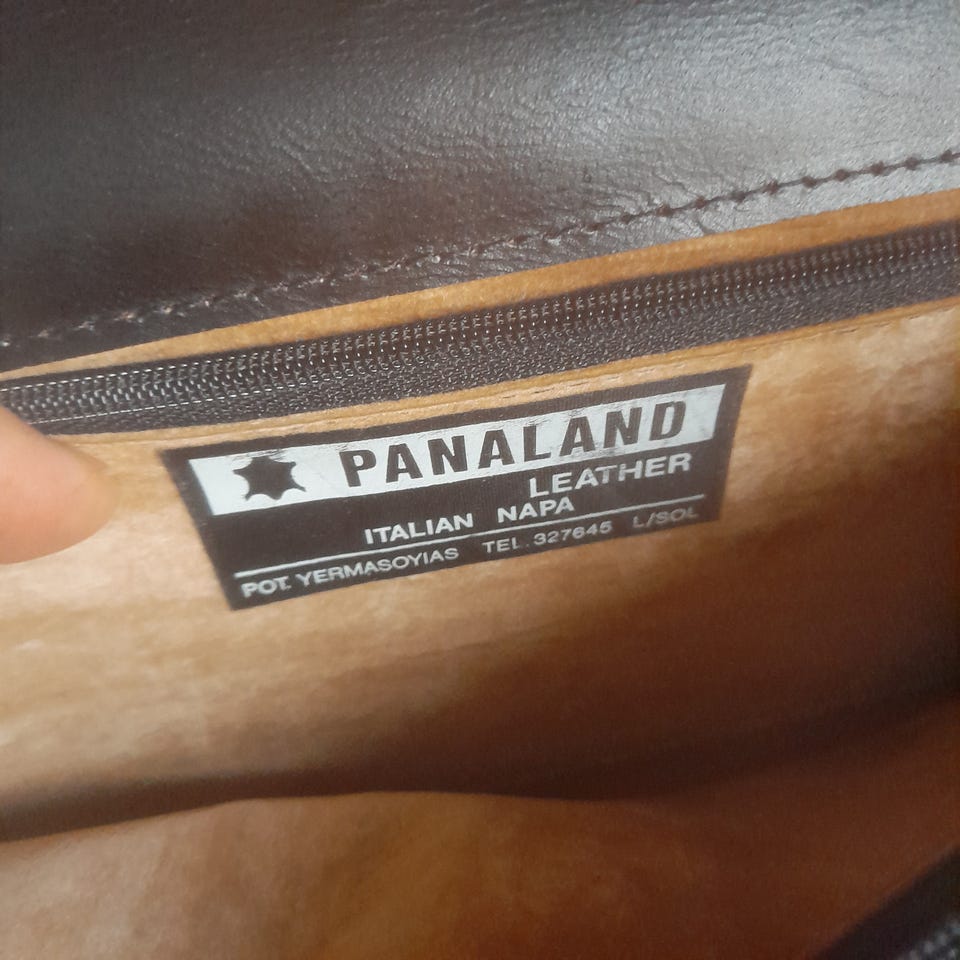 PANALAND
LEATHER
ITALIAN NAPA
POT. YERMASOYIAS TEL. 327645 L/SOL